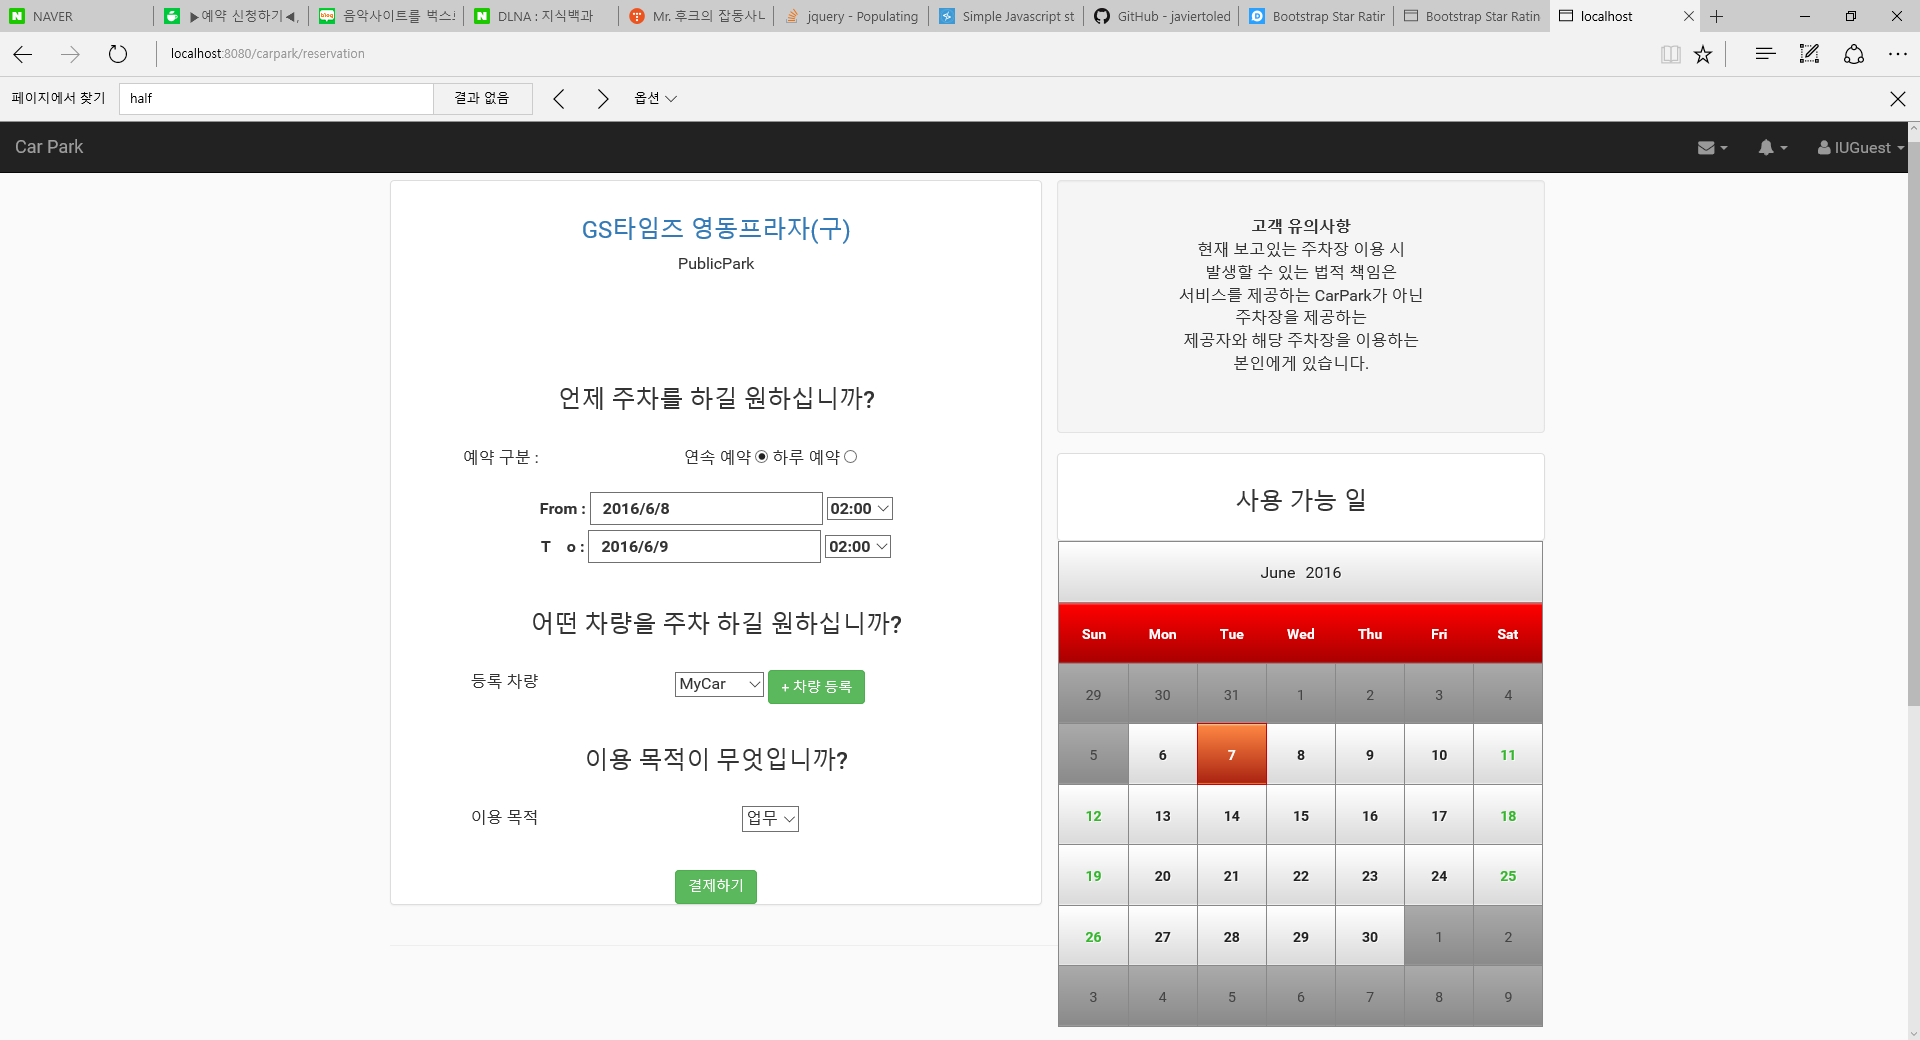 NAVER
▶예약 신청하기◀,
음악사이트를 벅스
DLNA : 지식백과
Mr. 후크의 잡동사니
jquery - Populating
Simple Javascript st
GitHub - javiertoled
Bootstrap Star Ratin
Bootstrap Star Ratin
localhost
localhost:8080/carpark/reservation
페이지에서 찾기 half 결과 없음 옵션
Car Park IUGuest
GS타임즈 영동프라자(구)
PublicPark
언제 주차를 하길 원하십니까?
예약 구분 : 연속 예약 하루 예약
From : 2016/6/8 02:00
T o : 2016/6/9 02:00
어떤 차량을 주차 하길 원하십니까?
등록 차량 MyCar + 차량 등록
이용 목적이 무엇입니까?
이용 목적 업무
결제하기
고객 유의사항
현재 보고있는 주차장 이용 시
발생할 수 있는 법적 책임은
서비스를 제공하는 CarPark가 아닌
주차장을 제공하는
제공자와 해당 주차장을 이용하는
본인에게 있습니다.
사용 가능 일
June 2016
Sun Mon Tue Wed Thu Fri Sat
29 30 31 1 2 3 4
5 6 7 8 9 10 11
12 13 14 15 16 17 18
19 20 21 22 23 24 25
26 27 28 29 30 1 2
3 4 5 6 7 8 9